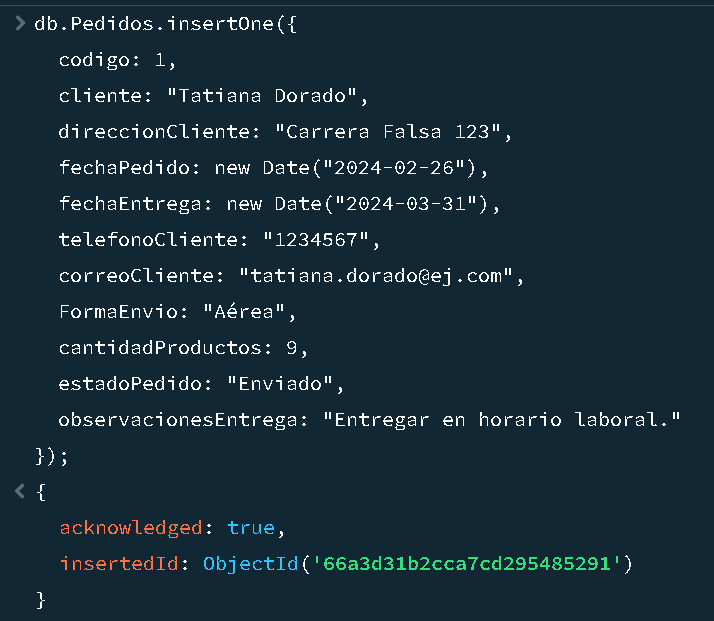 db.Pedidos.insertOne({
codigo: 1,
cliente: "Tatiana Dorado",
direccionCliente: "Carrera Falsa 123",
fechaPedido: new Date("2024-02-26"),
fechaEntrega: new Date("2024-03-31"),
telefonoCliente: "1234567",
correoCliente: "tatiana.dorado@ej.com",
FormaEnvio: "Aérea",
cantidadProductos: 9,
estadoPedido: "Enviado",
observacionesEntrega: "Entregar en horario laboral."
});
{
acknowledged: true,
insertedId: ObjectId('66a3d31b2cca7cd295485291')
}